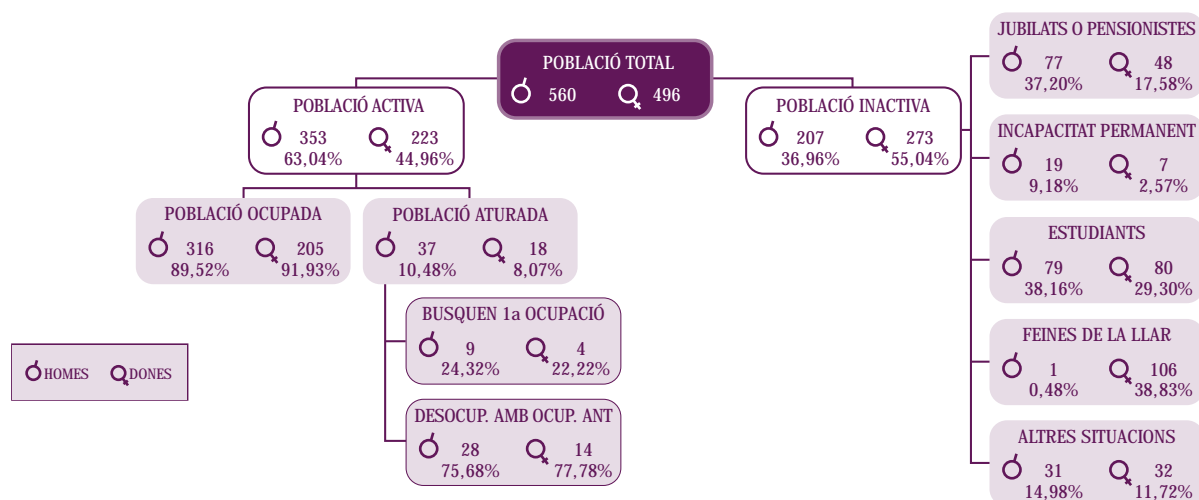 POBLACIÓ TOTAL
560 496
POBLACIÓ ACTIVA
353 223
63,04% 44,96%
POBLACIÓ INACTIVA
207 273
36,96% 55,04%
POBLACIÓ OCUPADA
316 205
89,52% 91,93%
POBLACIÓ ATURADA
37 18
10,48% 8,07%
BUSQUEN 1a OCUPACIÓ
9 4
24,32% 22,22%
DESOCUP. AMB OCUP. ANT
28 14
75,68% 77,78%
JUBILATS O PENSIONISTES
77 48
37,20% 17,58%
INCAPACITAT PERMANENT
19 7
9,18% 2,57%
ESTUDIANTS
79 80
38,16% 29,30%
FEINES DE LA LLAR
1 106
0,48% 38,83%
ALTRES SITUACIONS
31 32
14,98% 11,72%
HOMES DONES